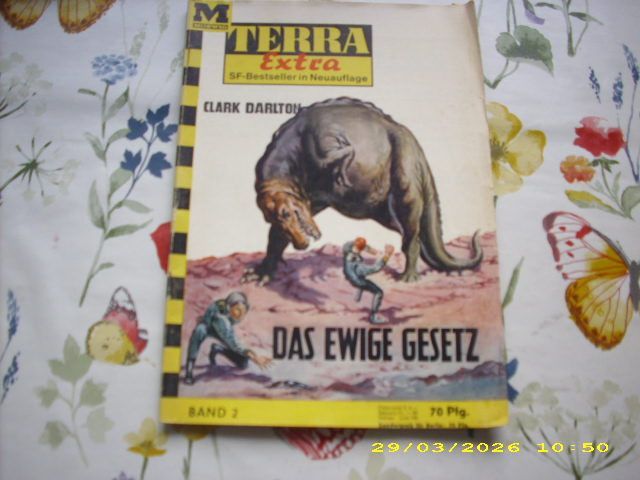 M
TERRA
Extra
SF-Bestseller in Neuauflage
CLARK DARLTON
DAS EWIGE GESETZ
BAND 2
70 Pfg.
29/03/2026 10:50